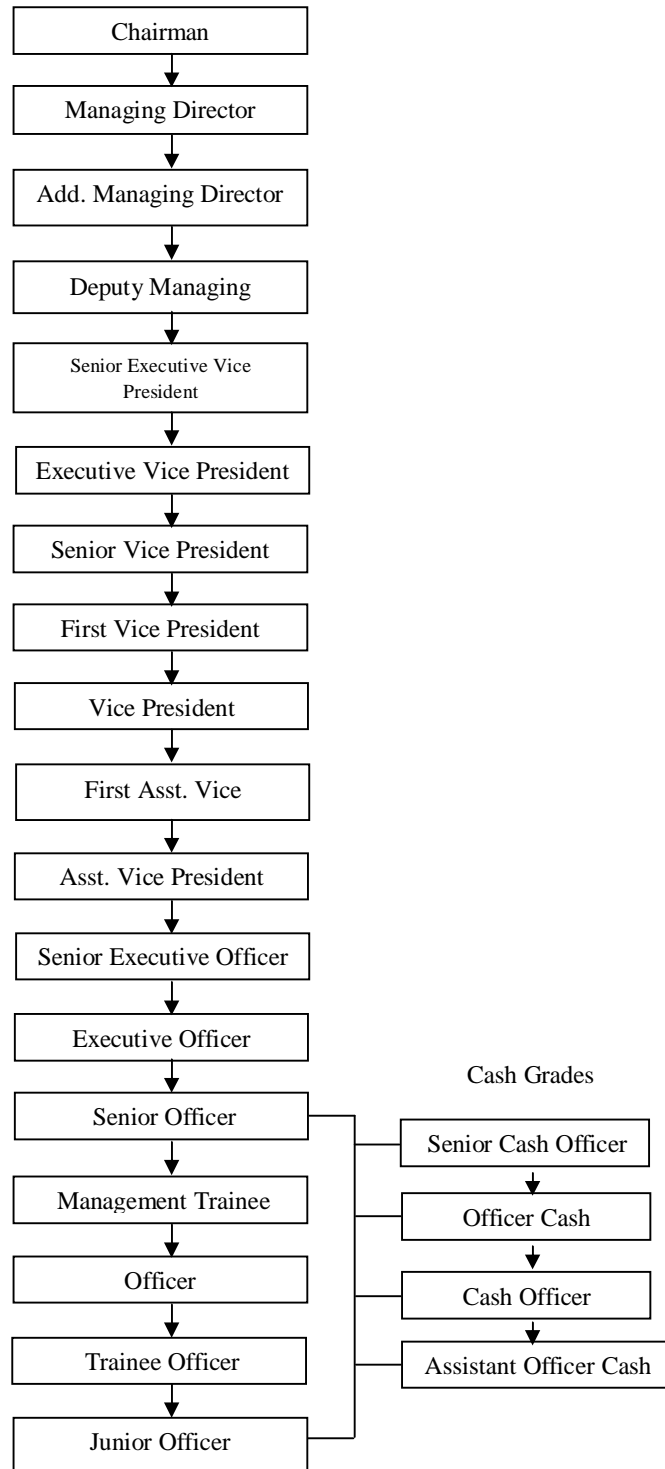 Chairman
Managing Director
Add. Managing Director
Deputy Managing
Senior Executive Vice
President
Executive Vice President
Senior Vice President
First Vice President
Vice President
First Asst. Vice
Asst. Vice President
Senior Executive Officer
Executive Officer
Senior Officer
Management Trainee
Officer
Trainee Officer
Junior Officer
Cash Grades
Senior Cash Officer
Officer Cash
Cash Officer
Assistant Officer Cash